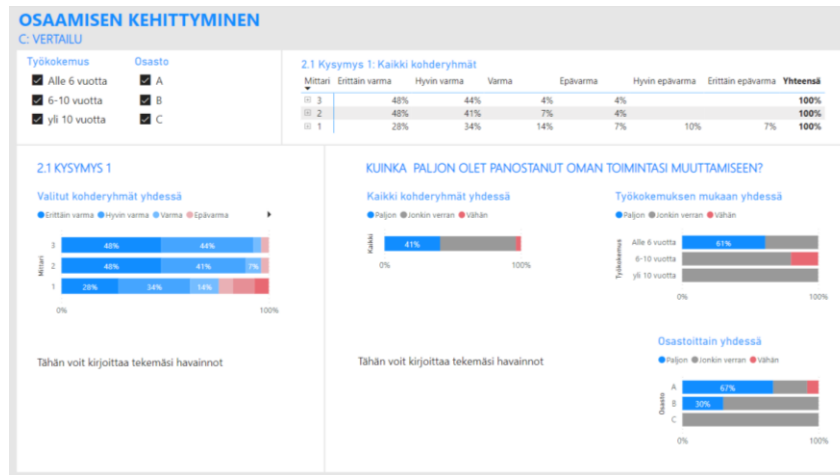 OSAAMISEN KEHITTYMINEN
C: VERTAILU
Työkokemus Osasto
Alle 6 vuotta A
6-10 vuotta B
yli 10 vuotta C
2.1 Kysymys 1: Kaikki kohderyhmät
Mittari Erittäin varma Hyvin varma Varma Epävarma Hyvin epävarma Erittäin epävarma Yhteensä
3 48% 44% 4% 4% 100%
2 48% 41% 7% 4% 100%
1 28% 34% 14% 7% 10% 7% 100%
2.1 KYSYMYS 1
Valitut kohderyhmät yhdessä
Erittäin varma Hyvin varma Varma Epävarma
Mittari
3 48% 44%
2 48% 41% 7%
1 28% 34% 14%
0% 100%
Tähän voit kirjoittaa tekemäsi havainnot
KUINKA PALJON OLET PANOSTANUT OMAN TOIMINTASI MUUTTAMISEEN?
Kaikki kohderyhmät yhdessä
Paljon Jonkin verran Vähän
Kaikki 41%
0% 100%
Tähän voit kirjoittaa tekemäsi havainnot
Työkokemuksen mukaan yhdessä
Paljon Jonkin verran Vähän
Työkokemus
Alle 6 vuotta 61%
6-10 vuotta
yli 10 vuotta
0% 100%
Osastoittain yhdessä
Paljon Jonkin verran Vähän
Osasto
A 67%
B 30%
C
0% 100%